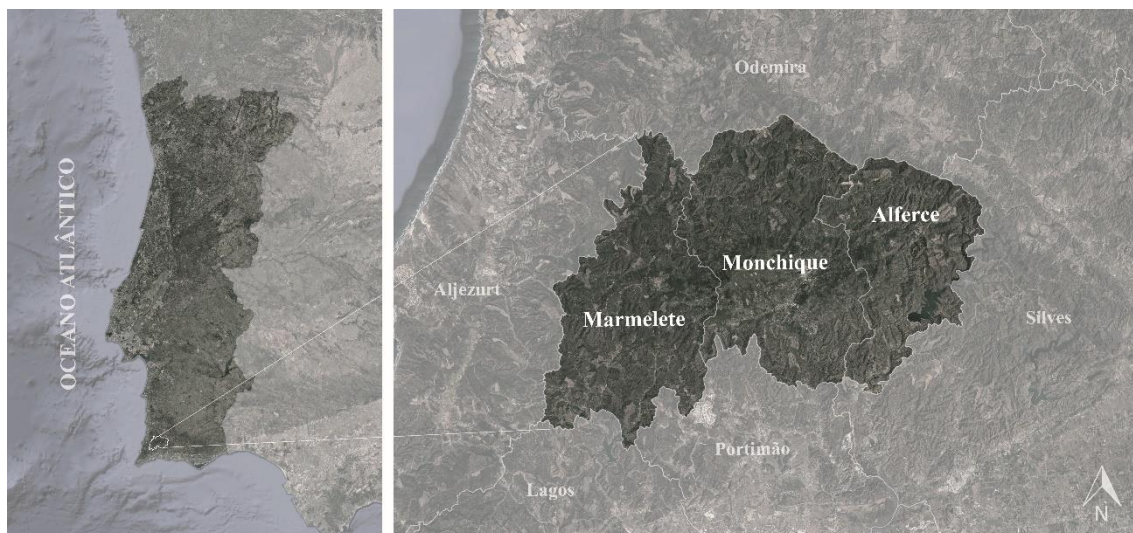 OCEANO ATLÂNTICO
Odemira
Alferce
Monchique
Aljezurt
Marmelete
Silves
Portimão
Lagos
N